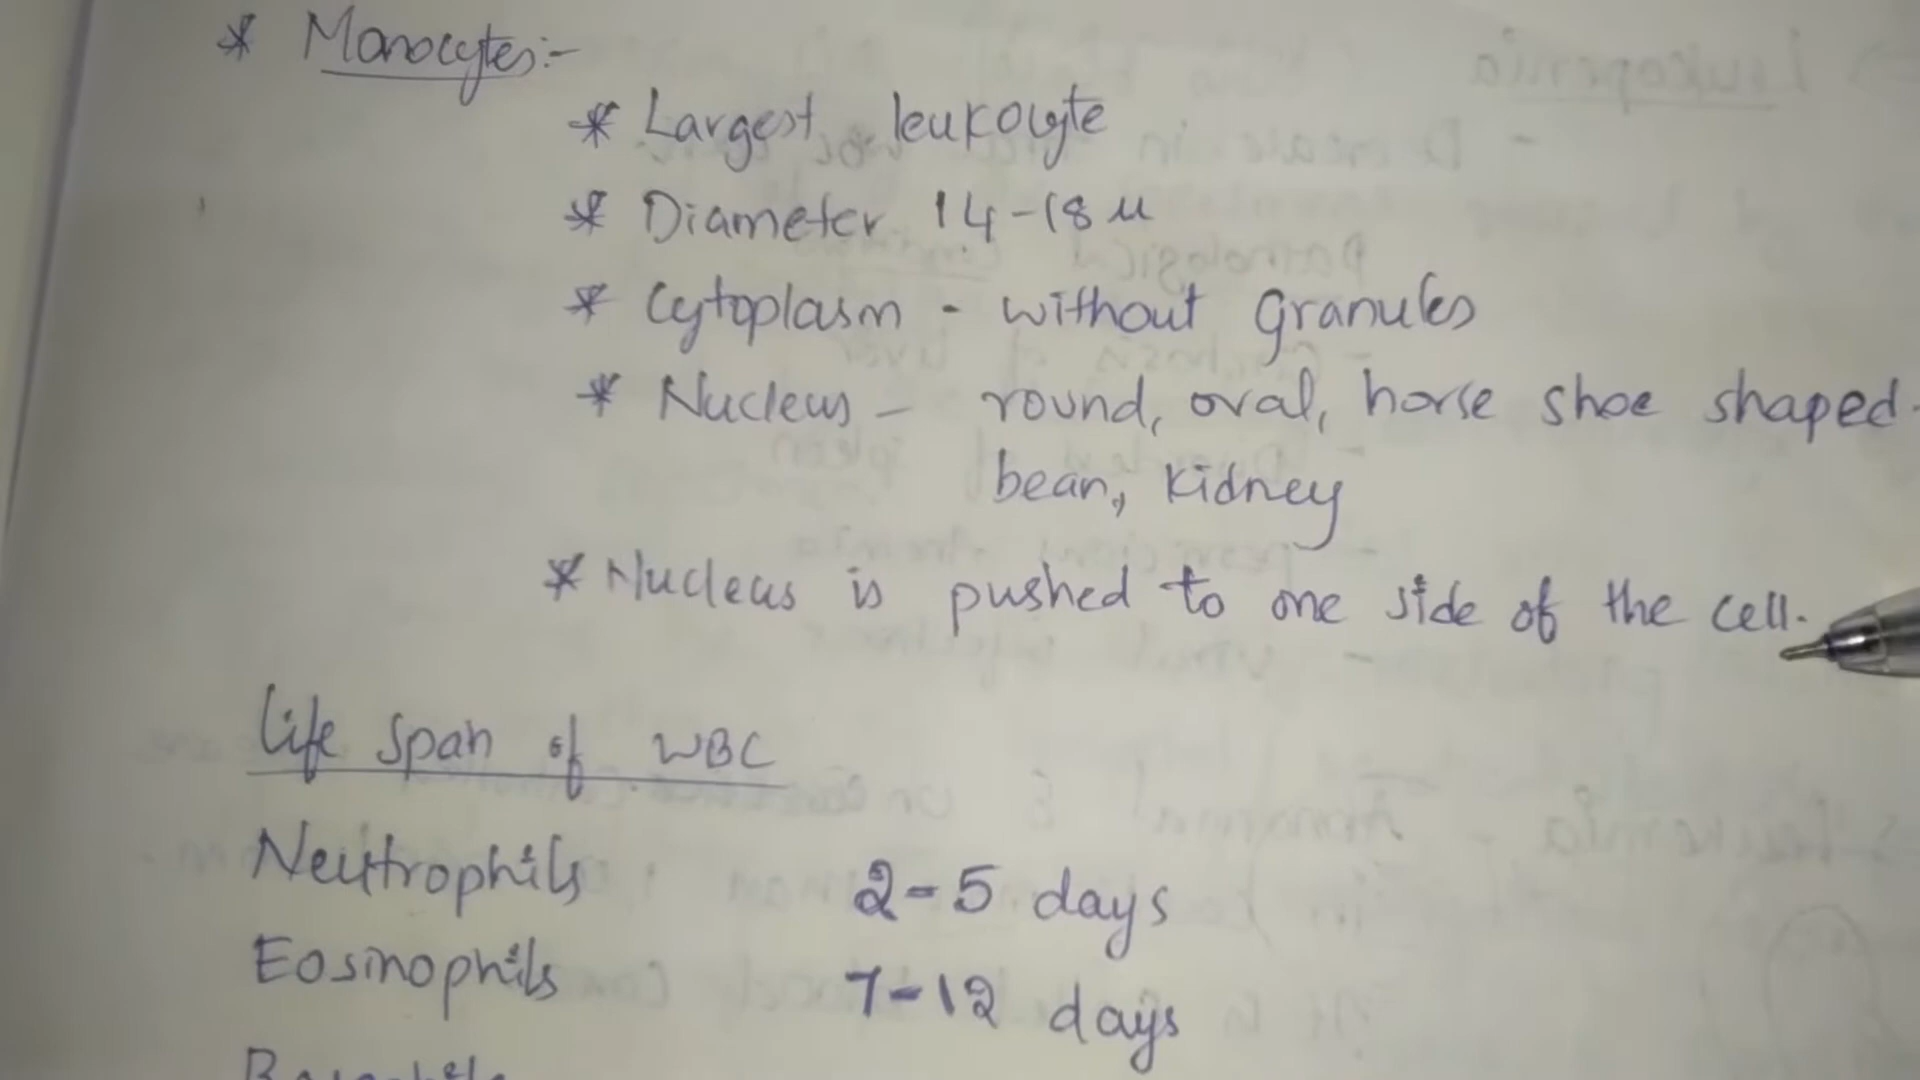 * Monocytes:-
* Largest leukocyte
* Diameter 14-18 µ
* Cytoplasm - without granules
* Nucleus - round, oval, horse shoe shaped.
bean, kidney
* Nucleus is pushed to one side of the cell.
Life span of WBC
Neutrophils 2-5 days
Eosinophils 7-12 days